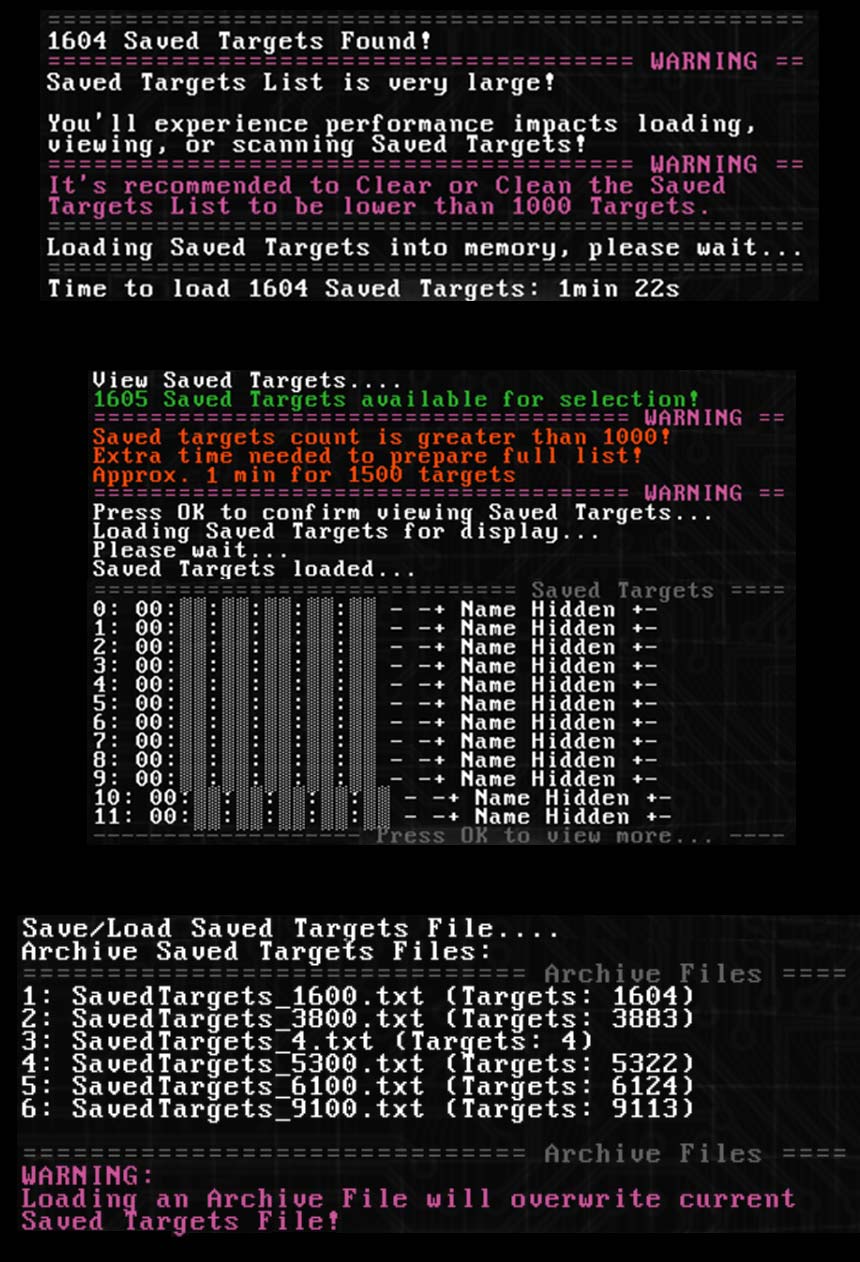 ========================================
1604 Saved Targets Found!
=============================== WARNING ==
Saved Targets List is very large!
You'll experience performance impacts loading,
viewing, or scanning Saved Targets!
=============================== WARNING ==
It's recommended to Clear or Clean the Saved
Targets List to be lower than 1000 Targets.
========================================
Loading Saved Targets into memory, please wait...
========================================
Time to load 1604 Saved Targets: 1min 22s
View Saved Targets....
1605 Saved Targets available for selection!
====================================== WARNING ==
Saved targets count is greater than 1000!
Extra time needed to prepare full list!
Approx. 1 min for 1500 targets
====================================== WARNING ==
Press OK to confirm viewing Saved Targets...
Loading Saved Targets for display...
Please wait...
Saved Targets loaded...
============================== Saved Targets ====
0: 00:▒▒:▒▒:▒▒:▒▒:▒▒ - -+ Name Hidden +-
1: 00:▒▒:▒▒:▒▒:▒▒:▒▒ - -+ Name Hidden +-
2: 00:▒▒:▒▒:▒▒:▒▒:▒▒ - -+ Name Hidden +-
3: 00:▒▒:▒▒:▒▒:▒▒:▒▒ - -+ Name Hidden +-
4: 00:▒▒:▒▒:▒▒:▒▒:▒▒ - -+ Name Hidden +-
5: 00:▒▒:▒▒:▒▒:▒▒:▒▒ - -+ Name Hidden +-
6: 00:▒▒:▒▒:▒▒:▒▒:▒▒ - -+ Name Hidden +-
7: 00:▒▒:▒▒:▒▒:▒▒:▒▒ - -+ Name Hidden +-
8: 00:▒▒:▒▒:▒▒:▒▒:▒▒ - -+ Name Hidden +-
9: 00:▒▒:▒▒:▒▒:▒▒:▒▒ - -+ Name Hidden +-
10: 00:▒▒:▒▒:▒▒:▒▒:▒▒ - -+ Name Hidden +-
11: 00:▒▒:▒▒:▒▒:▒▒:▒▒ - -+ Name Hidden +-
------------------- Press OK to view more... ----
Save/Load Saved Targets File....
Archive Saved Targets Files:
============================== Archive Files ====
1: SavedTargets_1600.txt (Targets: 1604)
2: SavedTargets_3800.txt (Targets: 3883)
3: SavedTargets_4.txt (Targets: 4)
4: SavedTargets_5300.txt (Targets: 5322)
5: SavedTargets_6100.txt (Targets: 6124)
6: SavedTargets_9100.txt (Targets: 9113)
============================== Archive Files ====
WARNING:
Loading an Archive File will overwrite current
Saved Targets File!